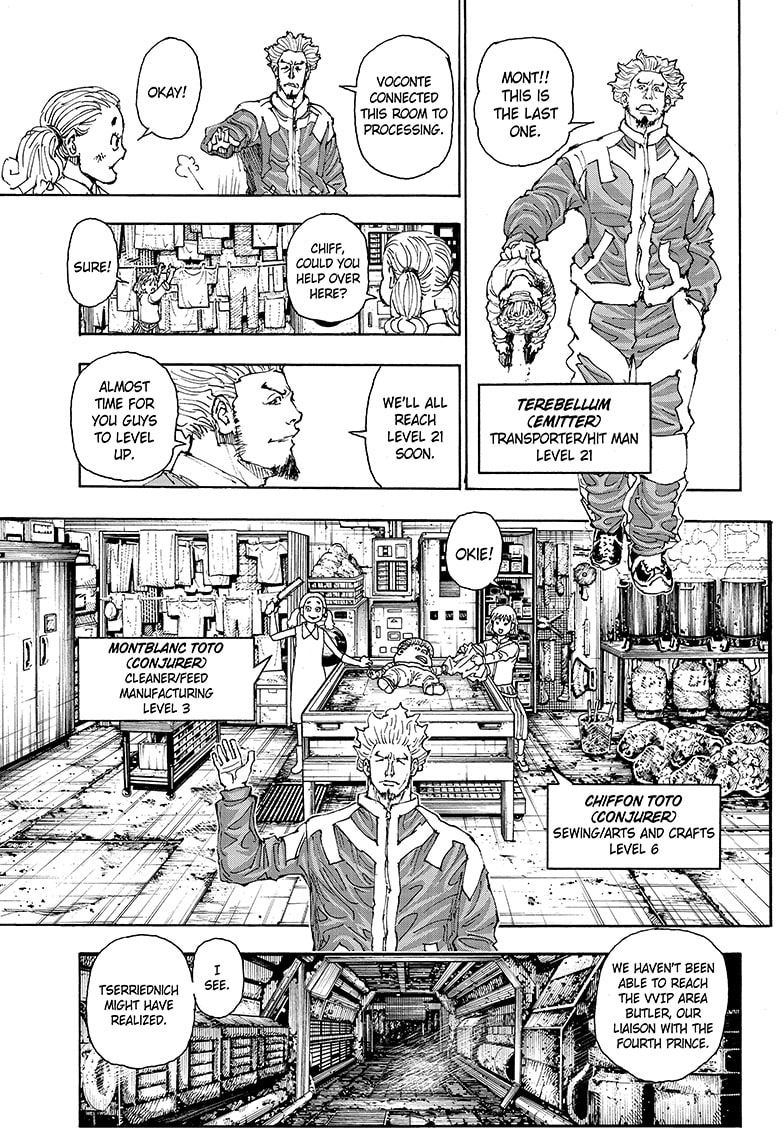 MONT!!
THIS IS
THE LAST
ONE.
TEREBELLUM
(EMITTER)
TRANSPORTER/HIT MAN
LEVEL 21
VOCONTE
CONNECTED
THIS ROOM TO
PROCESSING.
OKAY!
CHIFF,
COULD YOU
HELP OVER
HERE?
SURE!
WE'LL ALL
REACH
LEVEL 21
SOON.
ALMOST
TIME FOR
YOU GUYS
TO LEVEL
UP.
OKIE!
MONTBLANC TOTO
(CONJURER)
CLEANER/FEED
MANUFACTURING
LEVEL 3
CHIFFON TOTO
(CONJURER)
SEWING/ARTS AND CRAFTS
LEVEL 6
WE HAVEN'T BEEN
ABLE TO REACH
THE VVIP AREA
BUTLER, OUR
LIAISON WITH THE
FOURTH PRINCE.
I
SEE.
TSERRIEDNICH
MIGHT HAVE
REALIZED.